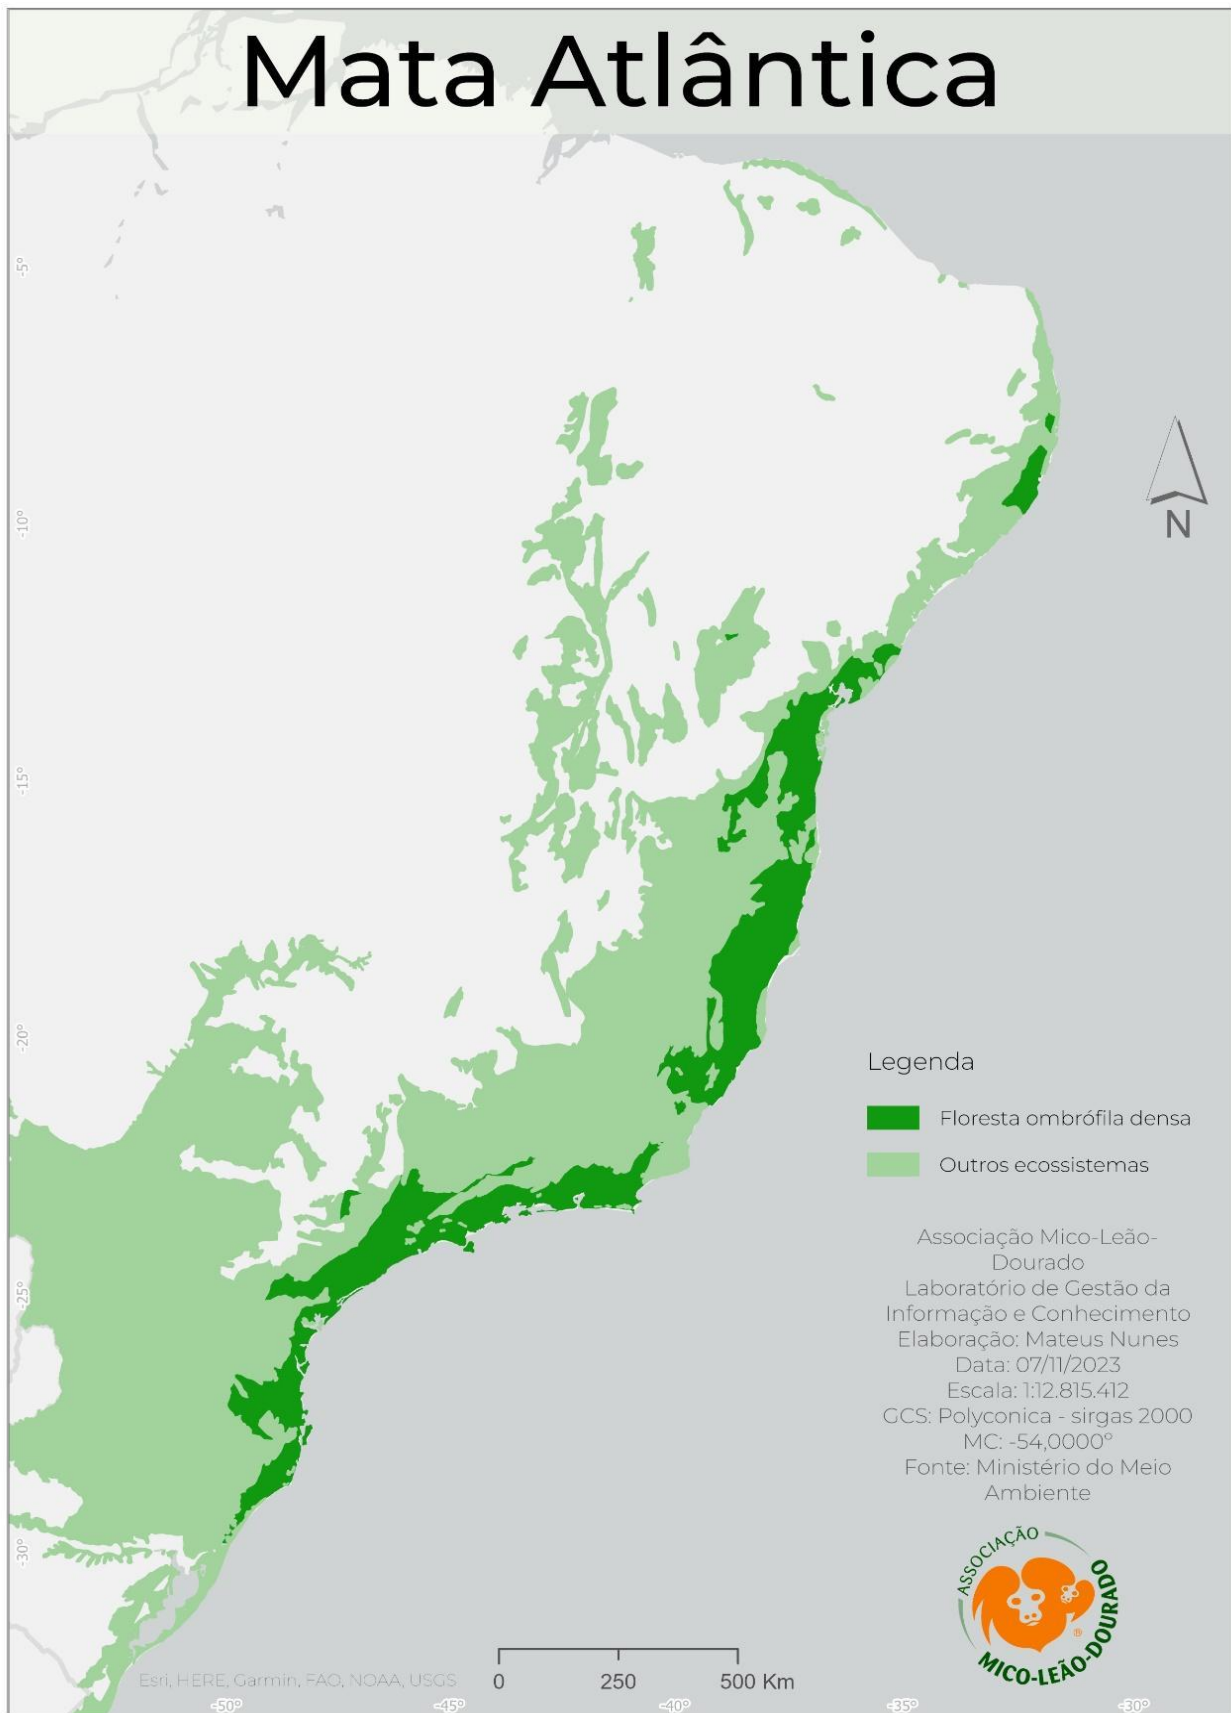 Mata Atlântica
-5°
-10°
N
-15°
-20°
Legenda
Floresta ombrófila densa
Outros ecossistemas
Associação Mico-Leão-
Dourado
Laboratório de Gestão da
Informação e Conhecimento
Elaboração: Mateus Nunes
Data: 07/11/2023
Escala: 1:12.815.412
GCS: Polyconica - sirgas 2000
MC: -54,0000°
Fonte: Ministério do Meio
Ambiente
-25°
-30°
ASSOCIAÇÃO
MICO-LEÃO-DOURADO
®
Esri, HERE, Garmin, FAO, NOAA, USGS
0 250 500 Km
-50° -45° -40° -35° -30°